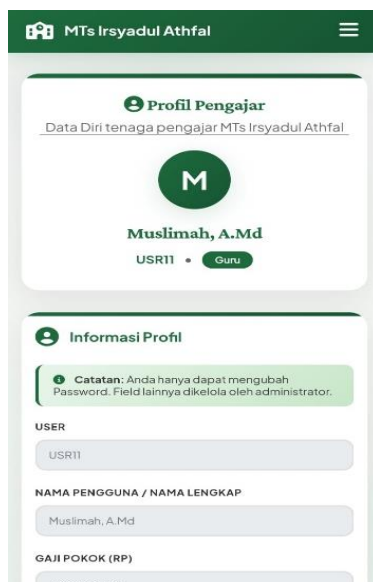 MTs Irsyadul Athfal
Profil Pengajar
Data Diri tenaga pengajar MTs Irsyadul Athfal
M
Muslimah, A.Md
USR11 • Guru
Informasi Profil
Catatan: Anda hanya dapat mengubah
Password. Field lainnya dikelola oleh administrator.
USER
USR11
NAMA PENGGUNA / NAMA LENGKAP
Muslimah, A.Md
GAJI POKOK (RP)